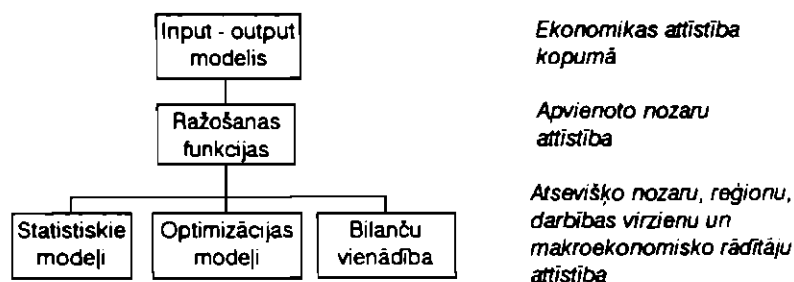 Input - output
modelis
Ekonomikas attīstība
kopumā
Ražošanas
funkcijas
Apvienoto nozaru
attīstība
Statistiskie
modeļi
Optimizācijas
modeļi
Bilanču
vienādība
Atsevišķo nozaru, reģionu,
darbības virzienu un
makroekonomisko rādītāju
attīstība